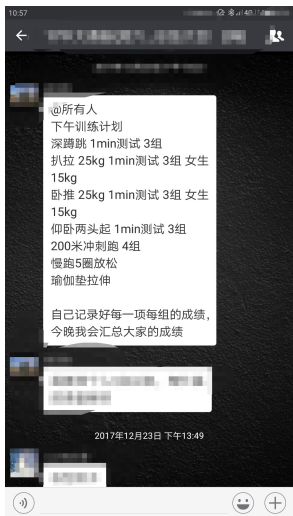 10:57
@所有人
下午训练计划
深蹲跳 1min测试 3组
扒拉 25kg 1min测试 3组 女生
15kg
卧推 25kg 1min测试 3组 女生
15kg
仰卧两头起 1min测试 3组
200米冲刺跑 4组
慢跑5圈放松
瑜伽垫拉伸
自己记录好每一项每组的成绩，
今晚我会汇总大家的成绩
2017年12月23日 下午13:49